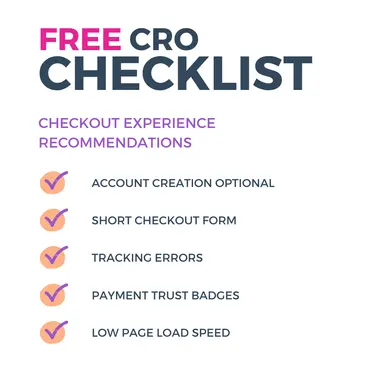 FREE CRO
CHECKLIST
CHECKOUT EXPERIENCE
RECOMMENDATIONS
ACCOUNT CREATION OPTIONAL
SHORT CHECKOUT FORM
TRACKING ERRORS
PAYMENT TRUST BADGES
LOW PAGE LOAD SPEED